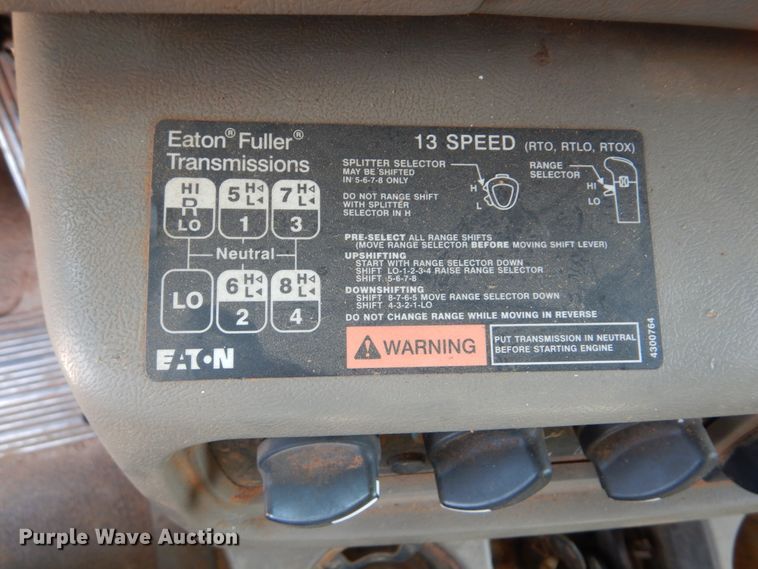 Eaton® Fuller®
Transmissions
13 SPEED (RTO, RTLO, RTOX)
SPLITTER SELECTOR
MAY BE SHIFTED
IN 5-6-7-8 ONLY
DO NOT RANGE SHIFT
WITH SPLITTER
SELECTOR IN H
H
L
RANGE
SELECTOR
HI
LO
HI
R
LO
5 H
L
1
7 H
L
3
Neutral
LO
6 H
L
2
8 H
L
4
PRE-SELECT ALL RANGE SHIFTS
(MOVE RANGE SELECTOR BEFORE MOVING SHIFT LEVER)
UPSHIFTING
START WITH RANGE SELECTOR DOWN
SHIFT LO-1-2-3-4 RAISE RANGE SELECTOR
SHIFT 5-6-7-8
DOWNSHIFTING
SHIFT 8-7-6-5 MOVE RANGE SELECTOR DOWN
SHIFT 4-3-2-1-LO
DO NOT CHANGE RANGE WHILE MOVING IN REVERSE
EATON
WARNING
PUT TRANSMISSION IN NEUTRAL
BEFORE STARTING ENGINE
4300764
Purple Wave Auction